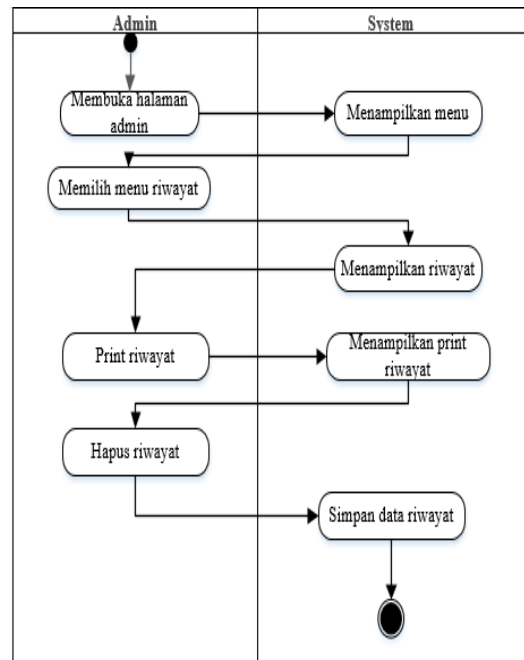 Admin
System
Membuka halaman
admin
Menampilkan menu
Memilih menu riwayat
Menampilkan riwayat
Print riwayat
Menampilkan print
riwayat
Hapus riwayat
Simpan data riwayat